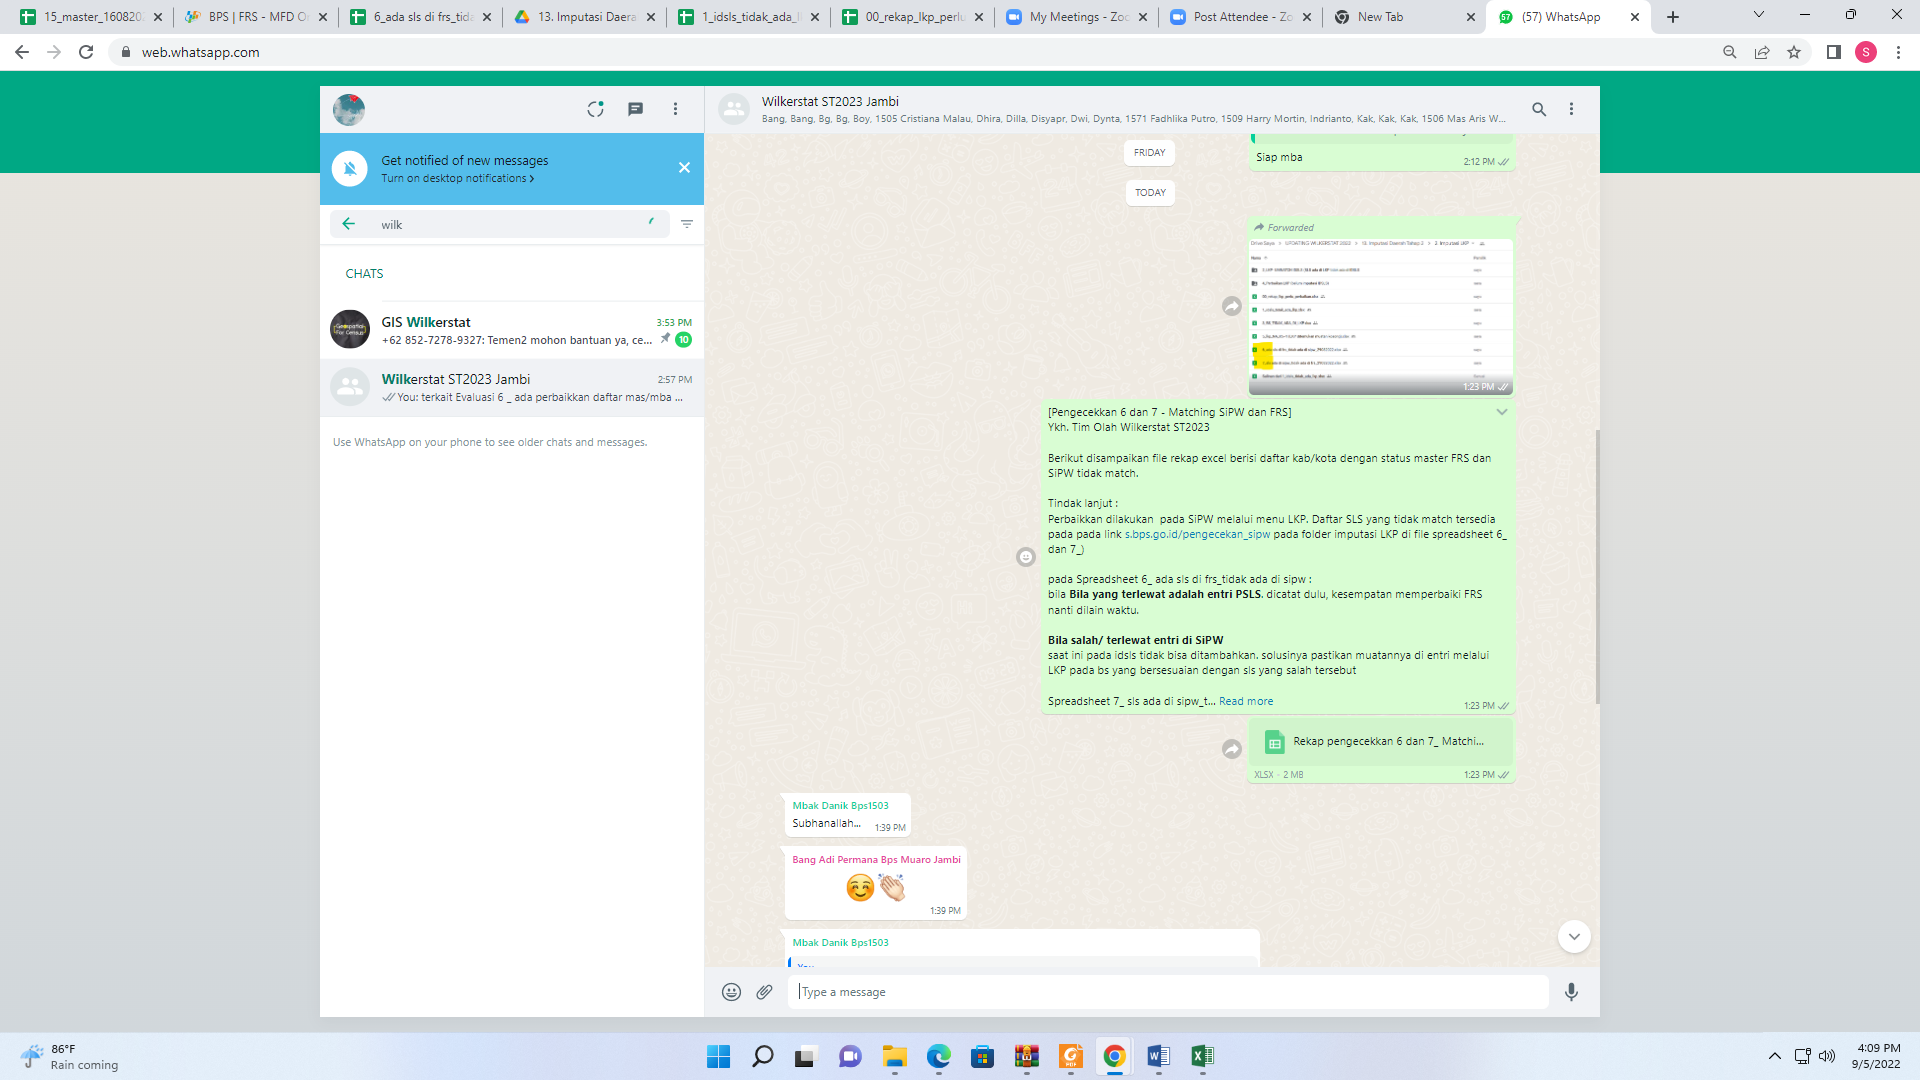 15_master_160820
BPS | FRS - MFD O
6_ada sls di frs_tida
13. Imputasi Daera
1_idsls_tidak_ada_l
00_rekap_lkp_perlu
My Meetings - Zoo
Post Attendee - Zo
New Tab
(57) WhatsApp
web.whatsapp.com
S
Get notified of new messages
Turn on desktop notifications >
wilk
CHATS
GIS Wilkerstat
3:53 PM
+62 852-7278-9327: Temen2 mohon bantuan ya, ce...
10
Wilkerstat ST2023 Jambi
2:57 PM
You: terkait Evaluasi 6 _ ada perbaikkan daftar mas/mba ...
Use WhatsApp on your phone to see older chats and messages.
Wilkerstat ST2023 Jambi
Bang, Bang, Bg, Bg, Boy, 1505 Cristiana Malau, Dhira, Dilla, Disyapr, Dwi, Dynta, 1571 Fadhlika Putro, 1509 Harry Mortin, Indrianto, Kak, Kak, Kak, 1506 Mas Aris W...
FRIDAY
Siap mba
2:12 PM
TODAY
Forwarded
1:23 PM
[Pengecekkan 6 dan 7 - Matching SiPW dan FRS]
Ykh. Tim Olah Wilkerstat ST2023
Berikut disampaikan file rekap excel berisi daftar kab/kota dengan status master FRS dan
SiPW tidak match.
Tindak lanjut :
Perbaikkan dilakukan pada SiPW melalui menu LKP. Daftar SLS yang tidak match tersedia
pada pada link s.bps.go.id/pengecekan_sipw pada folder imputasi LKP di file spreadsheet 6_
dan 7_)
pada Spreadsheet 6_ ada sls di frs_tidak ada di sipw :
bila Bila yang terlewat adalah entri PSLS. dicatat dulu, kesempatan memperbaiki FRS
nanti dilain waktu.
Bila salah/ terlewat entri di SiPW
saat ini pada idsls tidak bisa ditambahkan. solusinya pastikan muatannya di entri melalui
LKP pada bs yang bersesuaian dengan sls yang salah tersebut
Spreadsheet 7_ sls ada di sipw_t... Read more
1:23 PM
Rekap pengecekkan 6 dan 7_ Matchi...
XLSX · 2 MB
1:23 PM
Mbak Danik Bps1503
Subhanallah...
1:39 PM
Bang Adi Permana Bps Muaro Jambi
1:39 PM
Mbak Danik Bps1503
You
Type a message
86°F
Rain coming
4:09 PM
9/5/2022